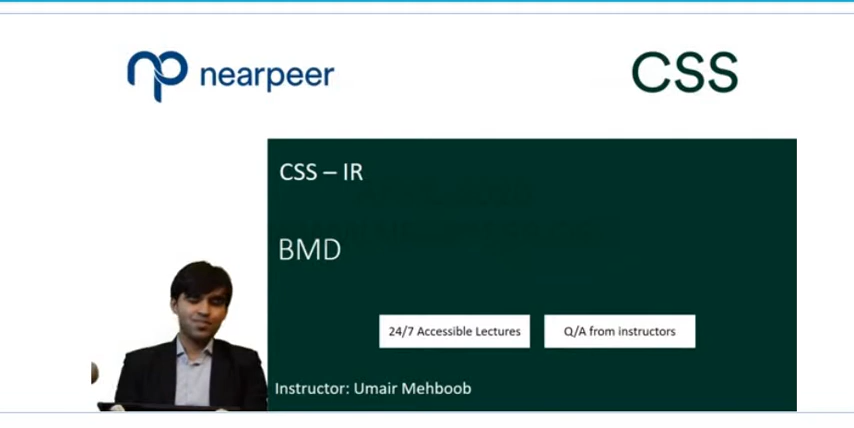 nearpeer
CSS
CSS – IR
BMD
24/7 Accessible Lectures
Q/A from instructors
Instructor: Umair Mehboob